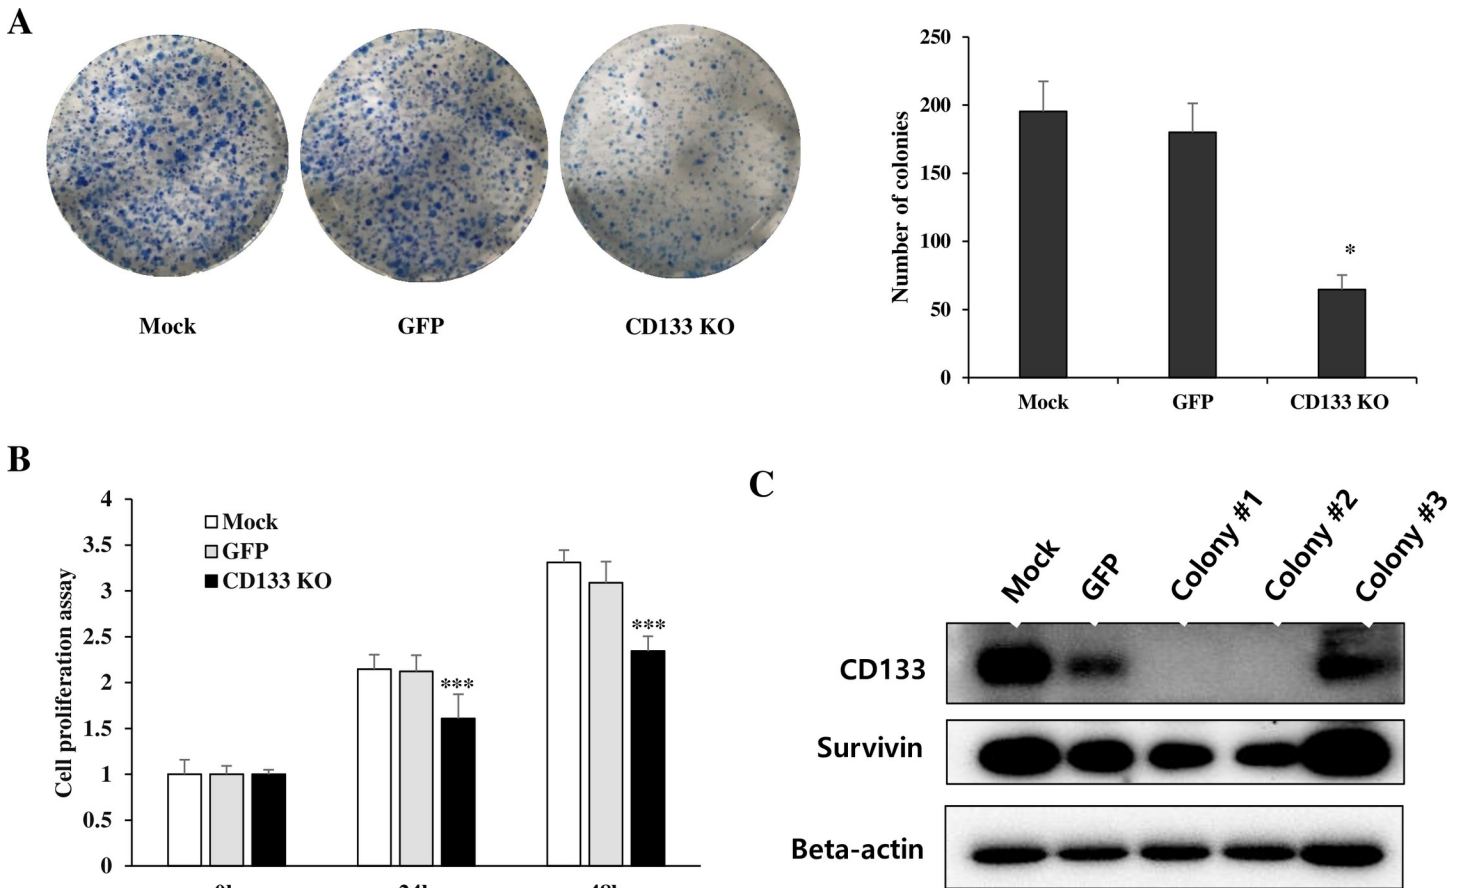 A
Mock
GFP
CD133 KO
Number of colonies
250
200
150
100
50
0
*
Mock
GFP
CD133 KO
B
Cell proliferation assay
4
3.5
3
2.5
2
1.5
1
0.5
0
Mock
GFP
CD133 KO
***
***
C
Mock
GFP
Colony #1
Colony #2
Colony #3
CD133
Survivin
Beta-actin